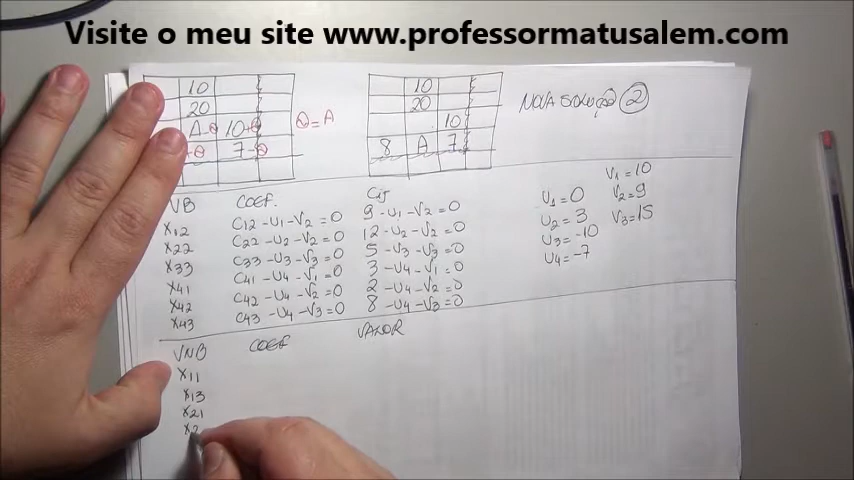 Visite o meu site www.professormatusalem.com
10
20
A-θ 10+θ
+θ 7-θ
θ=A
10
20
10
8 A 7
NOVA SOLUÇÃO 2
VB COEF. Cij
X12 C12-U1-V2=0 9-U1-V2=0
X22 C22-U2-V2=0 12-U2-V2=0
X33 C33-U3-V3=0 5-V3-V3=0
X41 C41-U4-V1=0 3-U4-V1=0
X42 C42-U4-V2=0 2-U4-V2=0
X43 C43-U4-V3=0 8-U4-V3=0
U1=0
U2=3
U3=-10
U4=-7
V1=10
V2=9
V3=15
VNB COEF VALOR
X11
X13
X21